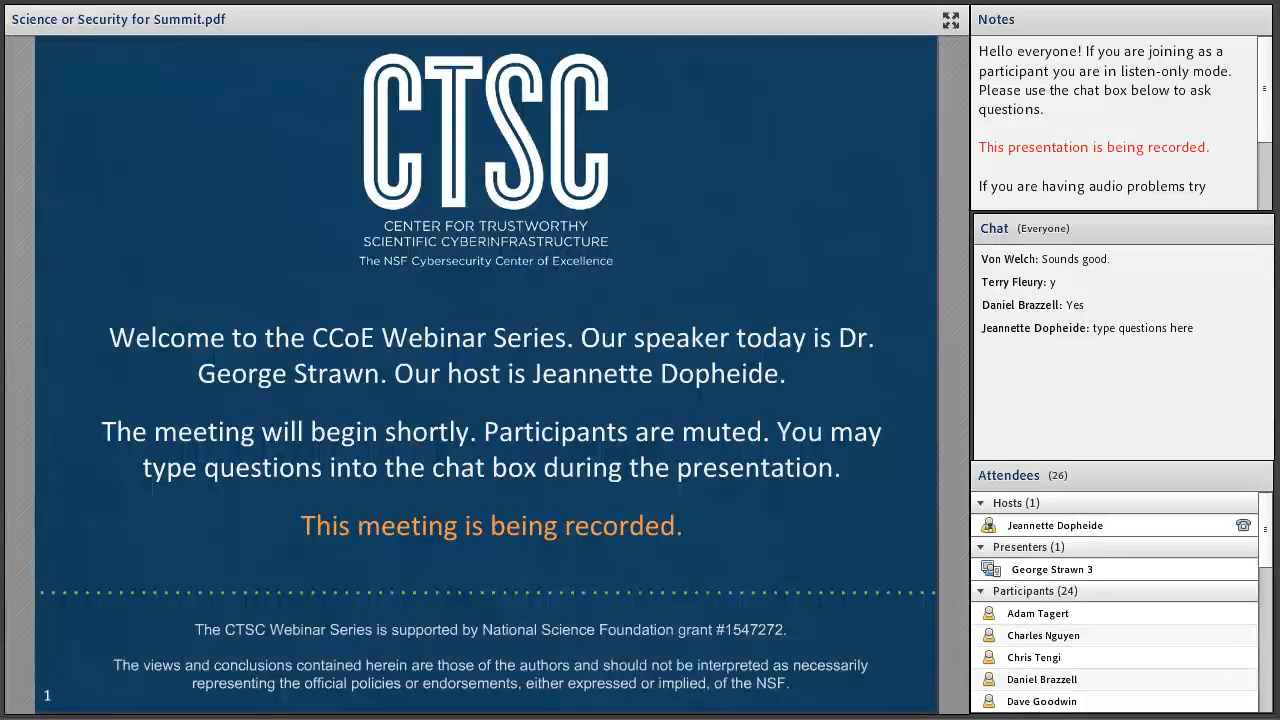 Science or Security for Summit.pdf
CTSC
CENTER FOR TRUSTWORTHY
SCIENTIFIC CYBERINFRASTRUCTURE
The NSF Cybersecurity Center of Excellence
Welcome to the CCoE Webinar Series. Our speaker today is Dr.
George Strawn. Our host is Jeannette Dopheide.
The meeting will begin shortly. Participants are muted. You may
type questions into the chat box during the presentation.
This meeting is being recorded.
The CTSC Webinar Series is supported by National Science Foundation grant #1547272.
The views and conclusions contained herein are those of the authors and should not be interpreted as necessarily
representing the official policies or endorsements, either expressed or implied, of the NSF.
1
Notes
Hello everyone! If you are joining as a
participant you are in listen-only mode.
Please use the chat box below to ask
questions.
This presentation is being recorded.
If you are having audio problems try
Chat (Everyone)
Von Welch: Sounds good.
Terry Fleury: y
Daniel Brazzell: Yes
Jeannette Dopheide: type questions here
Attendees (26)
Hosts (1)
Jeannette Dopheide
Presenters (1)
George Strawn 3
Participants (24)
Adam Tagert
Charles Nguyen
Chris Tengi
Daniel Brazzell
Dave Goodwin